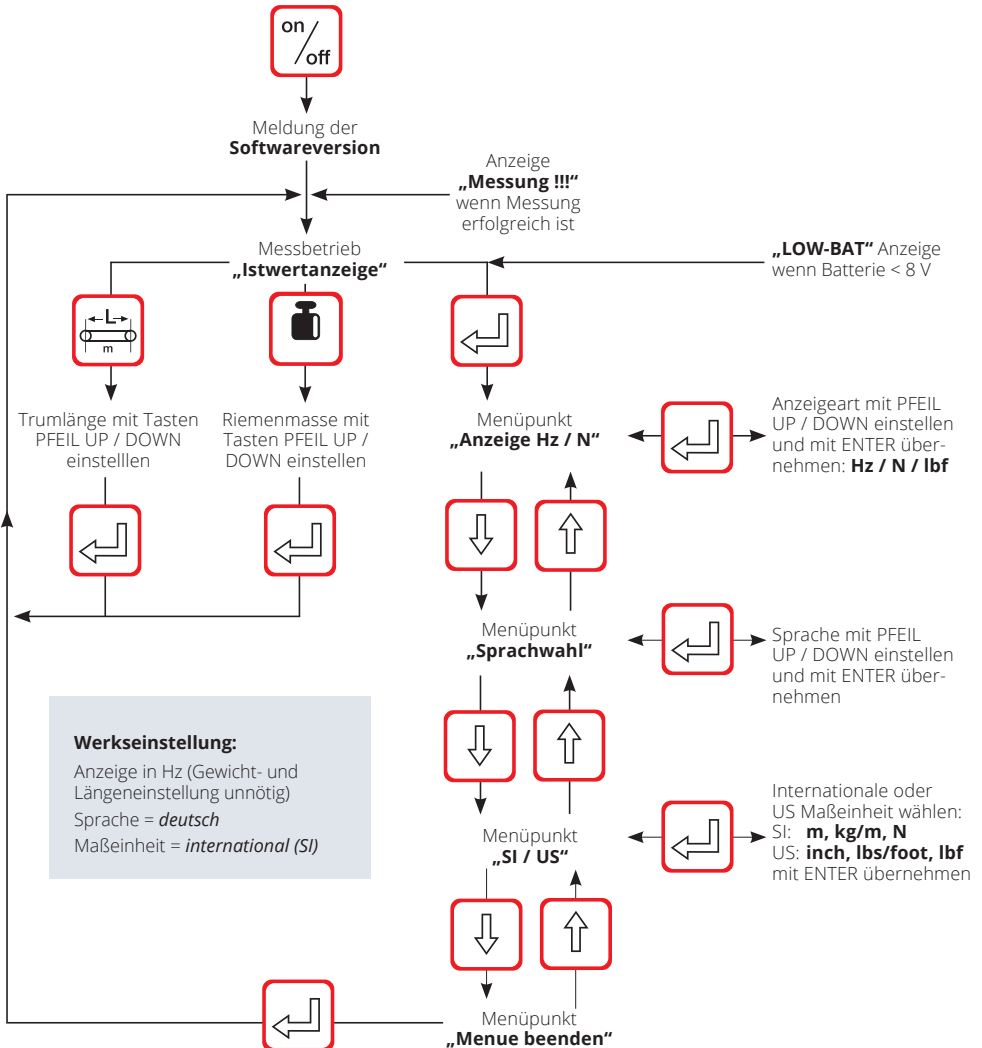 on
off
Meldung der
Softwareversion
Anzeige
„Messung !!!“
wenn Messung
erfolgreich ist
Messbetrieb
„Istwertanzeige“
„LOW-BAT“ Anzeige
wenn Batterie < 8 V
L
m
Trumlänge mit Tasten
PFEIL UP / DOWN
einstelllen
Riemenmasse mit
Tasten PFEIL UP /
DOWN einstellen
Menüpunkt
„Anzeige Hz / N“
Anzeigeart mit PFEIL
UP / DOWN einstellen
und mit ENTER über-
nehmen: Hz / N / lbf
Menüpunkt
„Sprachwahl“
Sprache mit PFEIL
UP / DOWN einstellen
und mit ENTER über-
nehmen
Werkseinstellung:
Anzeige in Hz (Gewicht- und
Längeneinstellung unnötig)
Sprache = deutsch
Maßeinheit = international (SI)
Menüpunkt
„SI / US“
Internationale oder
US Maßeinheit wählen:
SI: m, kg/m, N
US: inch, lbs/foot, lbf
mit ENTER übernehmen
Menüpunkt
„Menue beenden“